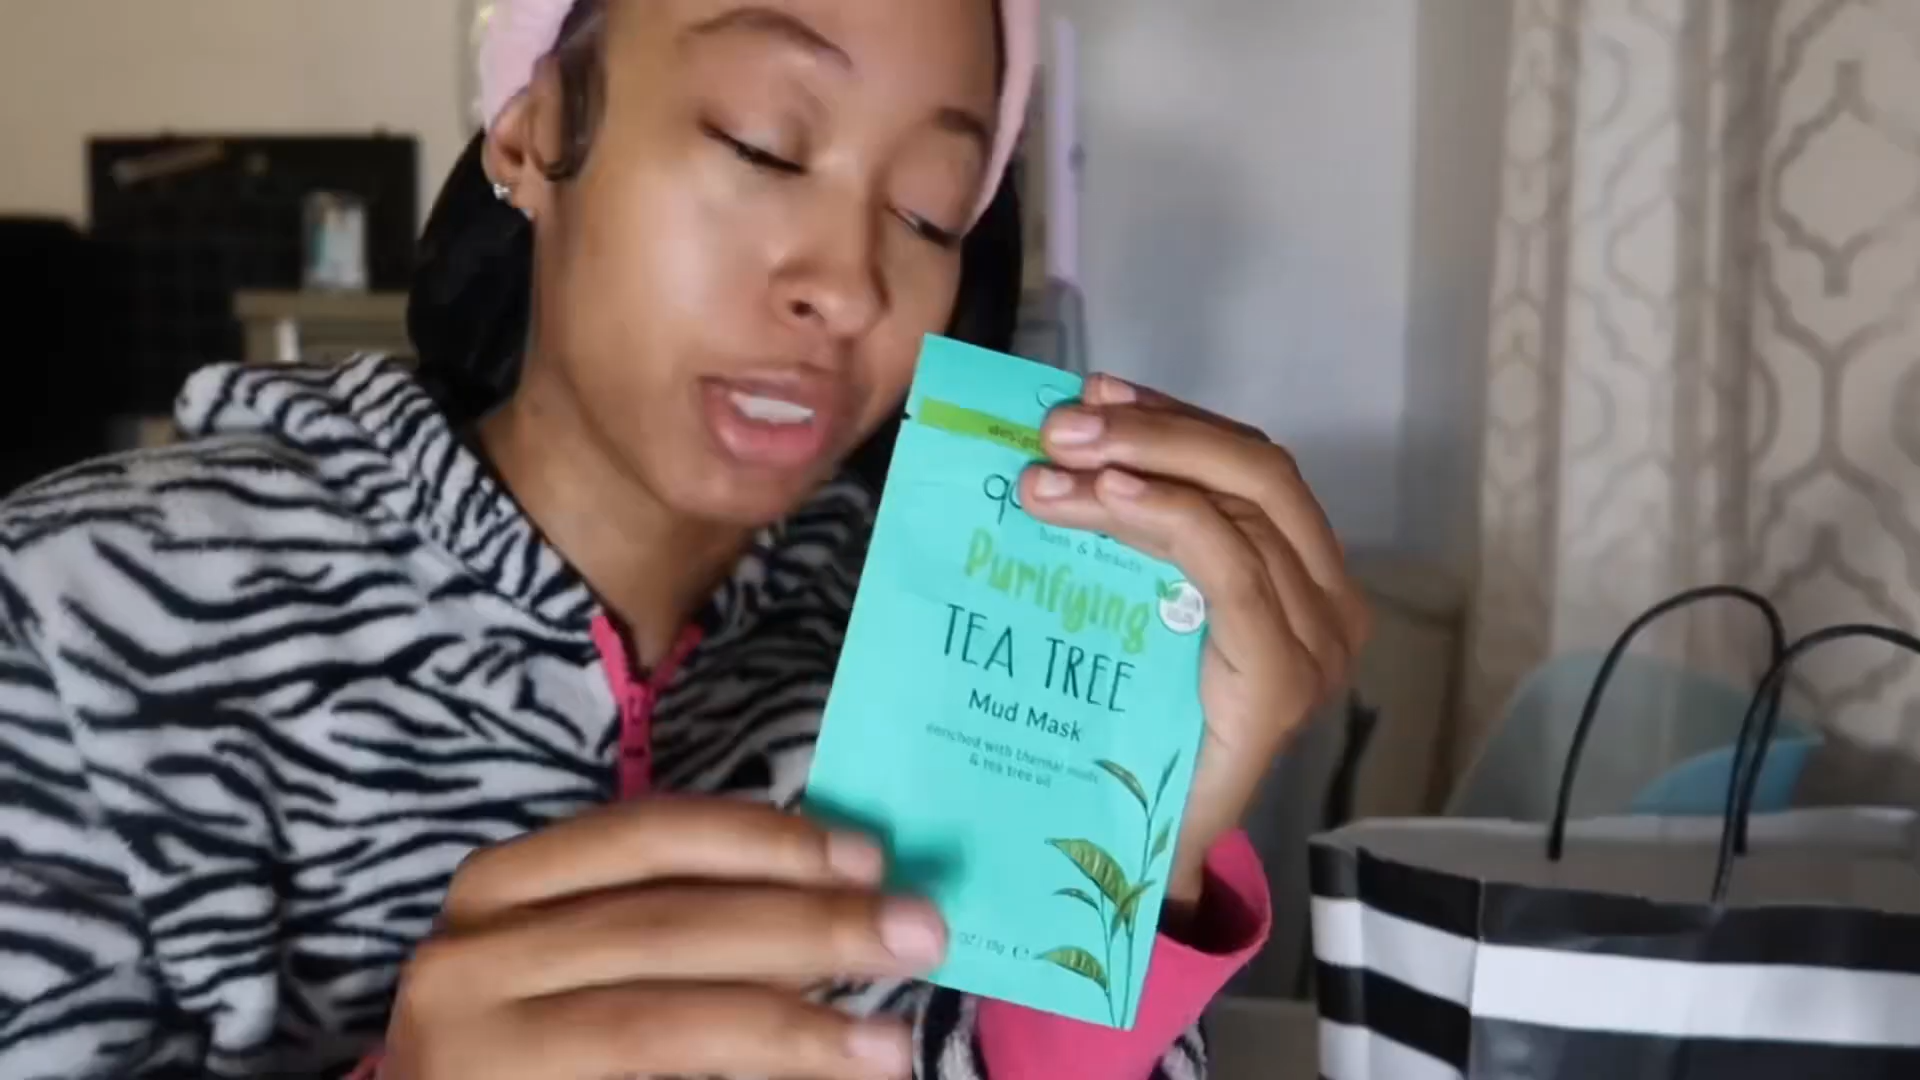 Purifying
TEA TREE
Mud Mask
enriched with thermal muds
& tea tree oil
bath & beauty